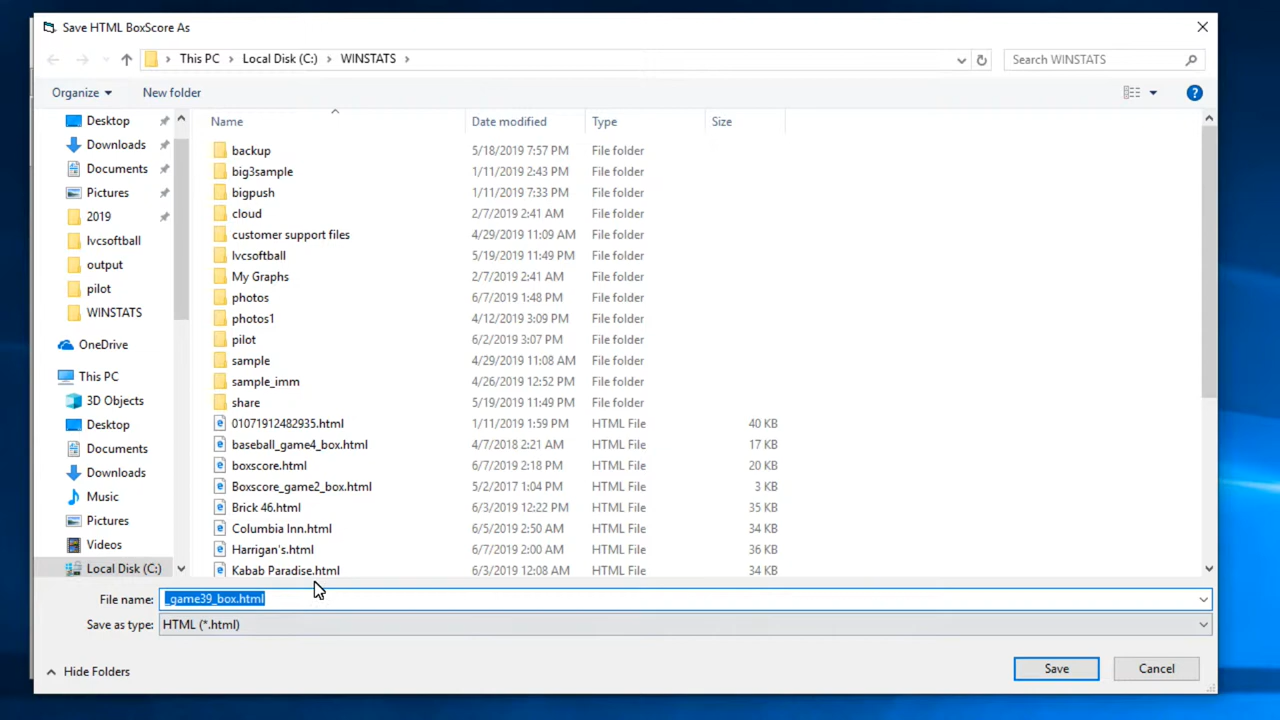 Save HTML BoxScore As
This PC Local Disk (C:) WINSTATS
Search WINSTATS
Organize New folder
Name Date modified Type Size
Desktop
Downloads
Documents
Pictures
2019
lvcsoftball
output
pilot
WINSTATS
OneDrive
This PC
3D Objects
Desktop
Documents
Downloads
Music
Pictures
Videos
Local Disk (C:)
backup 5/18/2019 7:57 PM File folder
big3sample 1/11/2019 2:43 PM File folder
bigpush 1/11/2019 7:33 PM File folder
cloud 2/7/2019 2:41 AM File folder
customer support files 4/29/2019 11:09 AM File folder
lvcsoftball 5/19/2019 11:49 PM File folder
My Graphs 2/7/2019 2:41 AM File folder
photos 6/7/2019 1:48 PM File folder
photos1 4/12/2019 3:09 PM File folder
pilot 6/2/2019 3:07 PM File folder
sample 4/29/2019 11:08 AM File folder
sample_imm 4/26/2019 12:52 PM File folder
share 5/19/2019 11:49 PM File folder
01071912482935.html 1/11/2019 1:59 PM HTML File 40 KB
baseball_game4_box.html 4/7/2018 2:21 AM HTML File 17 KB
boxscore.html 6/7/2019 2:18 PM HTML File 20 KB
Boxscore_game2_box.html 5/2/2017 1:04 PM HTML File 3 KB
Brick 46.html 6/3/2019 12:22 PM HTML File 35 KB
Columbia Inn.html 6/5/2019 2:50 AM HTML File 34 KB
Harrigan's.html 6/7/2019 2:00 AM HTML File 36 KB
Kabab Paradise.html 6/3/2019 12:08 AM HTML File 34 KB
File name: _game39_box.html
Save as type: HTML (*.html)
Hide Folders
Save Cancel